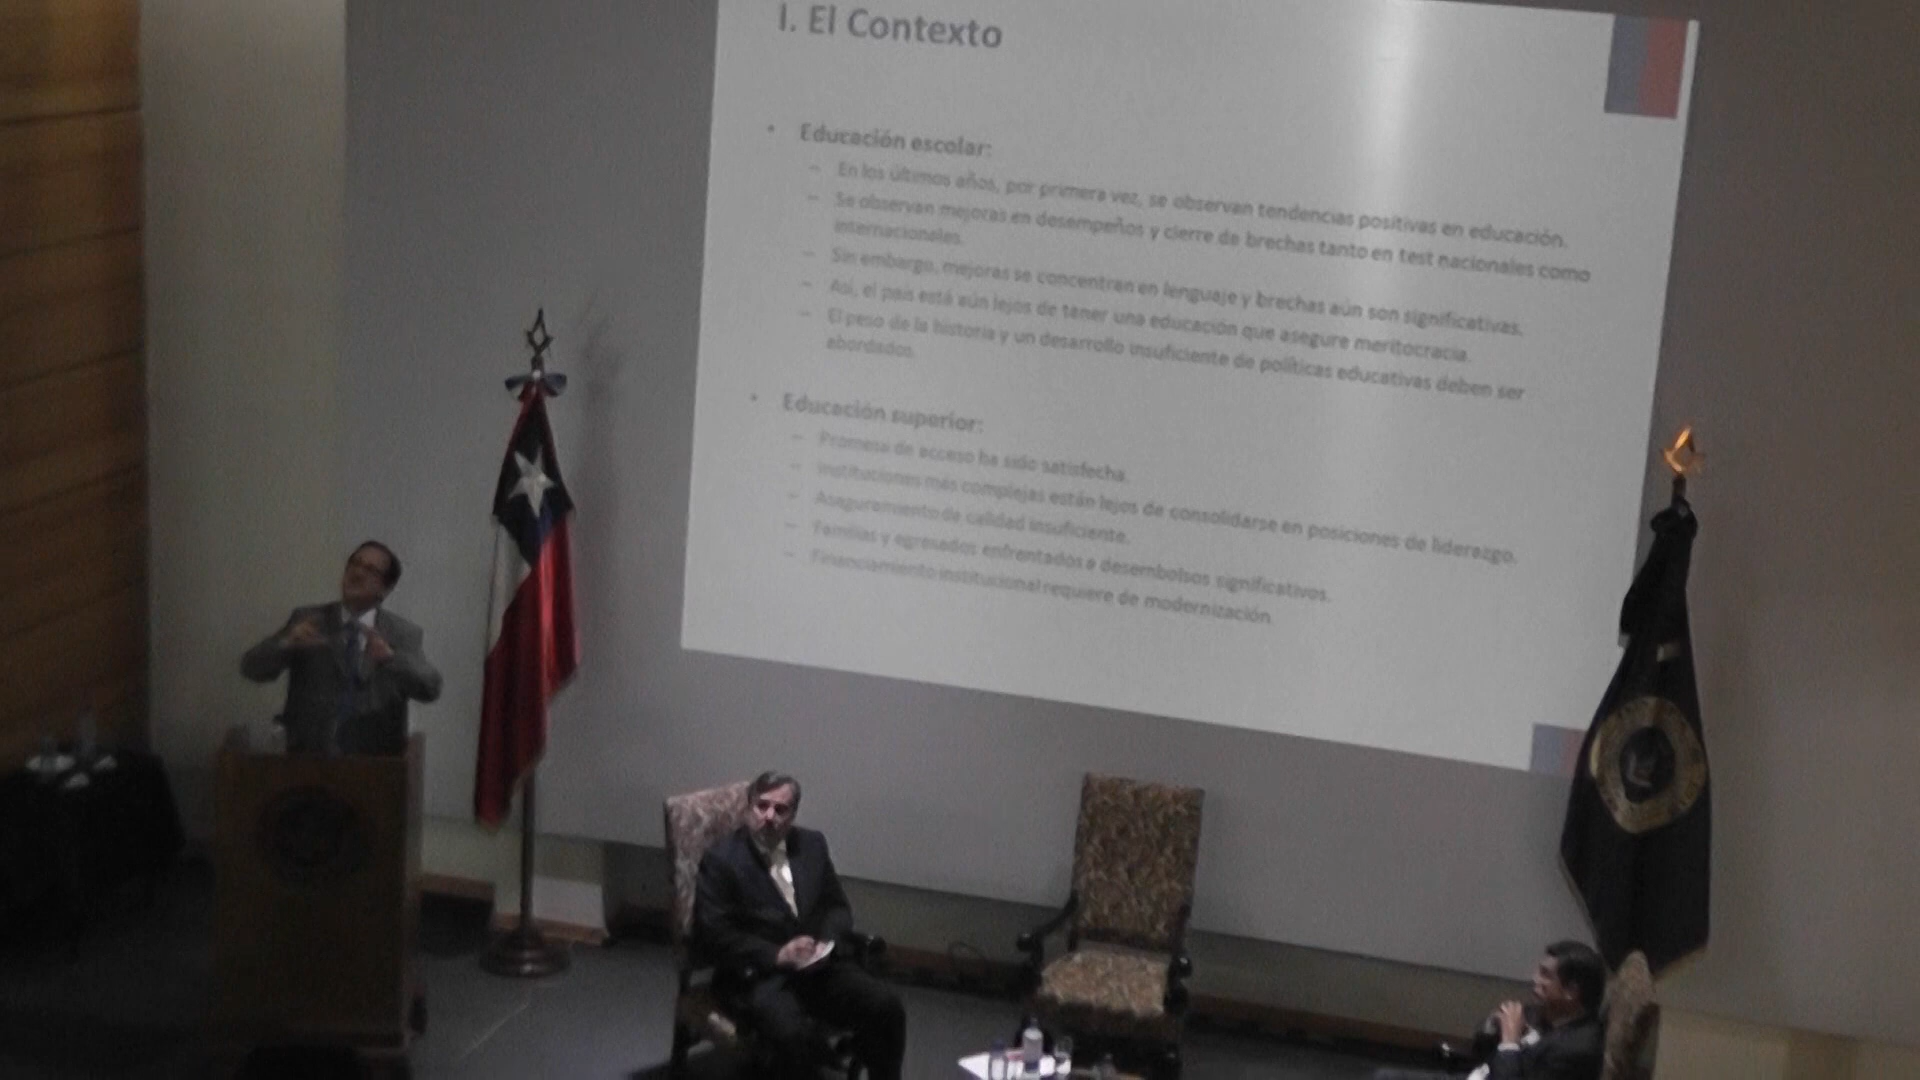 I. El Contexto
• Educación escolar:
– En los últimos años, por primera vez, se observan tendencias positivas en educación.
– Se observan mejoras en desempeños y cierre de brechas tanto en test nacionales como
internacionales.
– Sin embargo, mejoras se concentran en lenguaje y brechas aún son significativas.
– Así, el país está aún lejos de tener una educación que asegure meritocracia.
– El peso de la historia y un desarrollo insuficiente de políticas educativas deben ser
abordados.
• Educación superior:
– Promesa de acceso ha sido satisfecha.
– Instituciones más complejas están lejos de consolidarse en posiciones de liderazgo.
– Aseguramiento de calidad insuficiente.
– Familias y egresados enfrentados a desembolsos significativos.
– Financiamiento institucional requiere de modernización